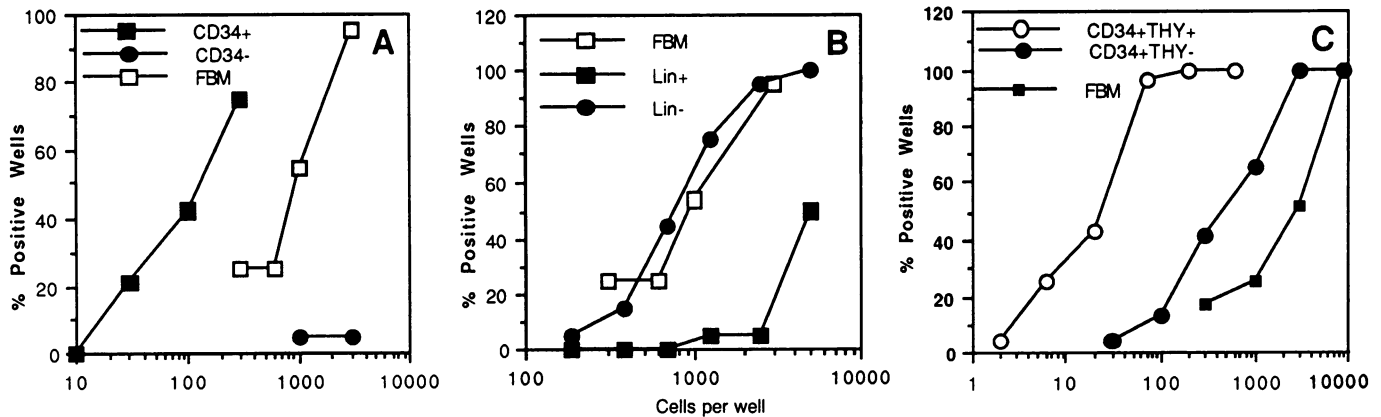 % Positive Wells
100
80
60
40
20
0
10
100
1000
10000
CD34+
CD34-
FBM
A
% Positive Wells
120
100
80
60
40
20
0
100
1000
10000
FBM
Lin+
Lin-
B
Cells per well
% Positive Wells
120
100
80
60
40
20
0
1
10
100
1000
10000
CD34+THY+
CD34+THY-
FBM
C